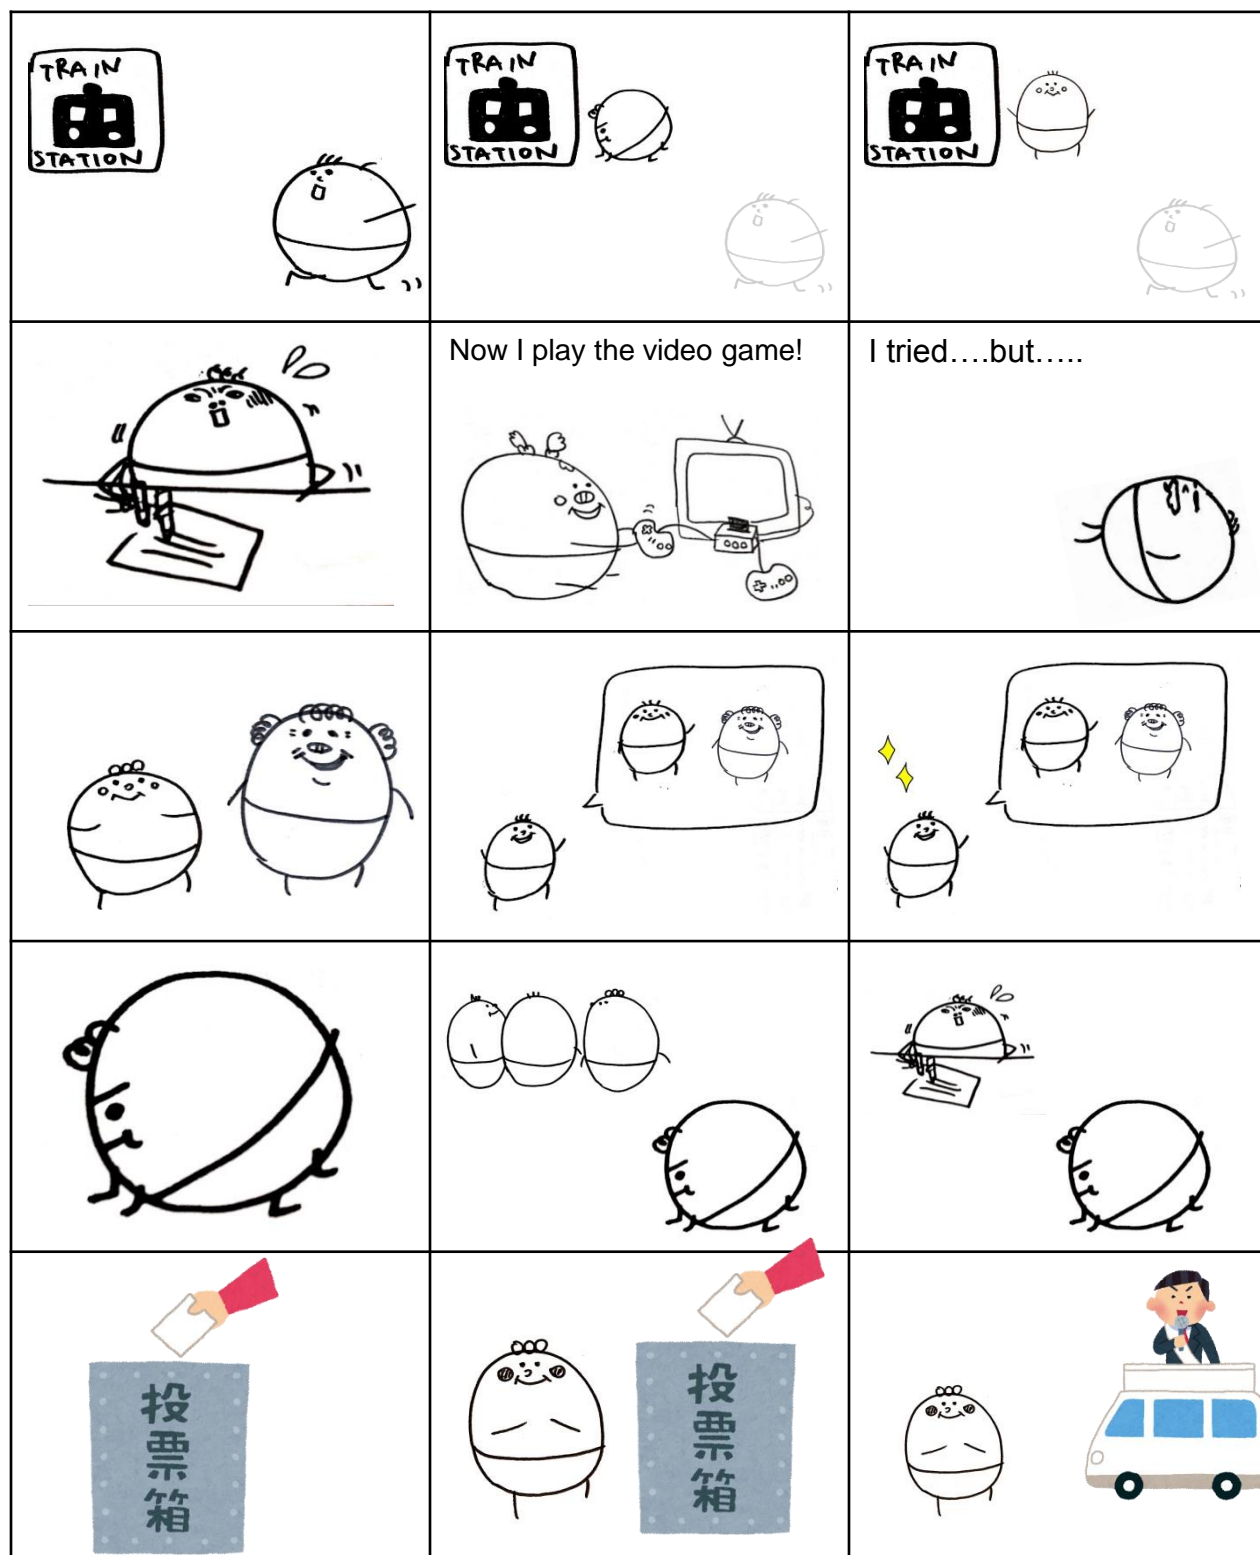 TRAIN
STATION
TRAIN
STATION
TRAIN
STATION
Now I play the video game!
I tried….but…..
投票箱
投票箱